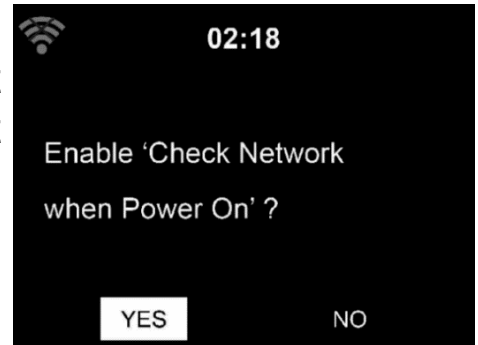 02:18
Enable ‘Check Network
when Power On’ ?
YES NO